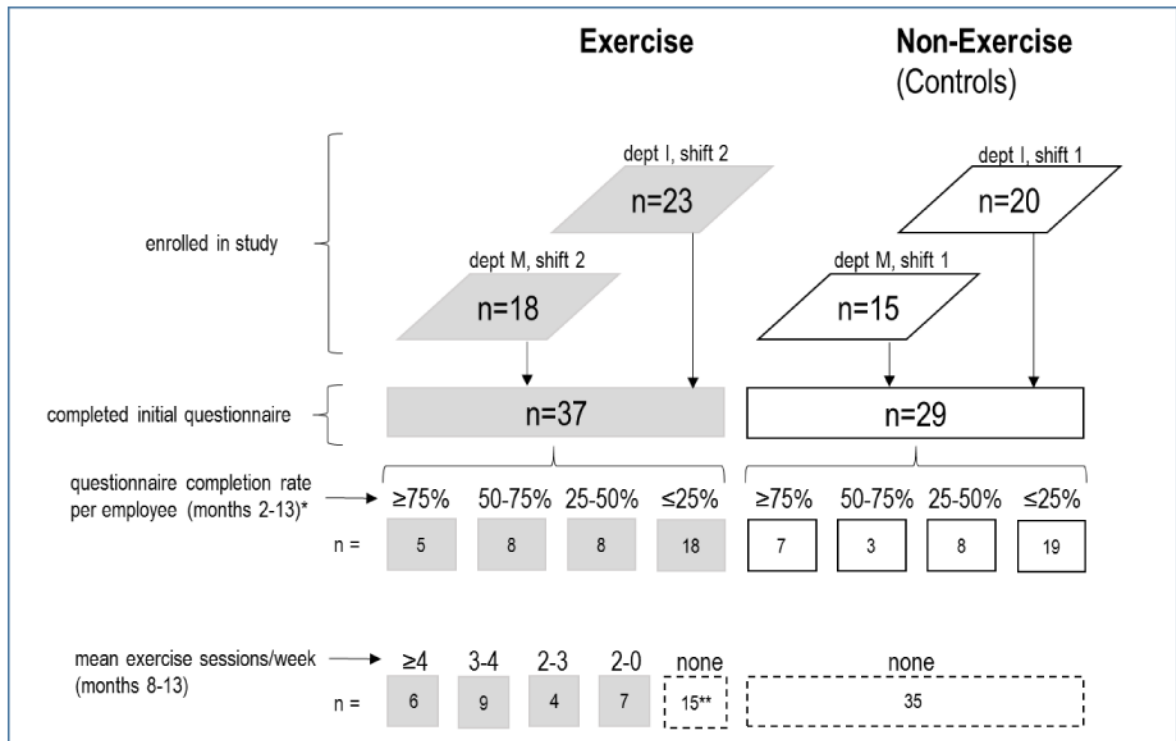 Exercise
Non-Exercise
(Controls)
dept I, shift 2
dept I, shift 1
n=23
n=20
enrolled in study
dept M, shift 2
dept M, shift 1
n=18
n=15
completed initial questionnaire
n=37
n=29
questionnaire completion rate
per employee (months 2-13)*
≥75% 50-75% 25-50% ≤25%
≥75% 50-75% 25-50% ≤25%
n =
5 8 8 18
7 3 8 19
mean exercise sessions/week
(months 8-13)
≥4 3-4 2-3 2-0 none
none
n =
6 9 4 7 15**
35